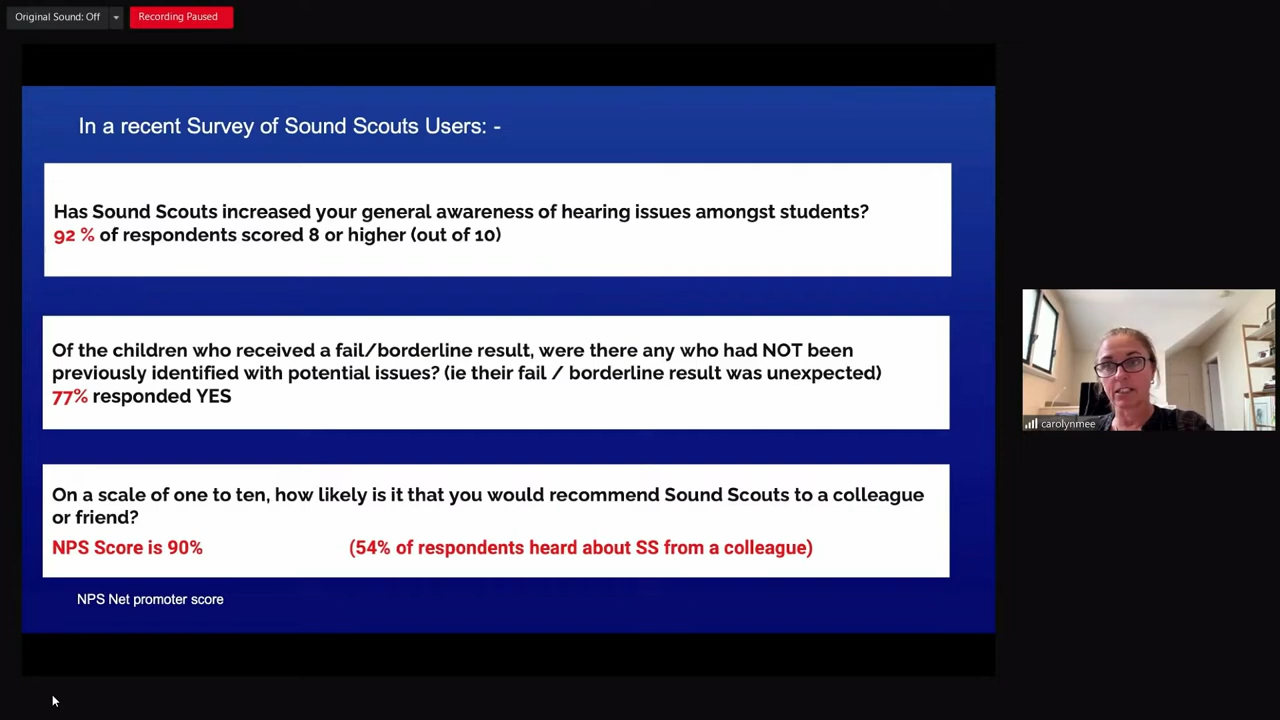 Original Sound: Off
Recording Paused
In a recent Survey of Sound Scouts Users: -
Has Sound Scouts increased your general awareness of hearing issues amongst students?
92 % of respondents scored 8 or higher (out of 10)
Of the children who received a fail/borderline result, were there any who had NOT been
previously identified with potential issues? (ie their fail / borderline result was unexpected)
77% responded YES
On a scale of one to ten, how likely is it that you would recommend Sound Scouts to a colleague
or friend?
NPS Score is 90% (54% of respondents heard about SS from a colleague)
NPS Net promoter score
carolynmee